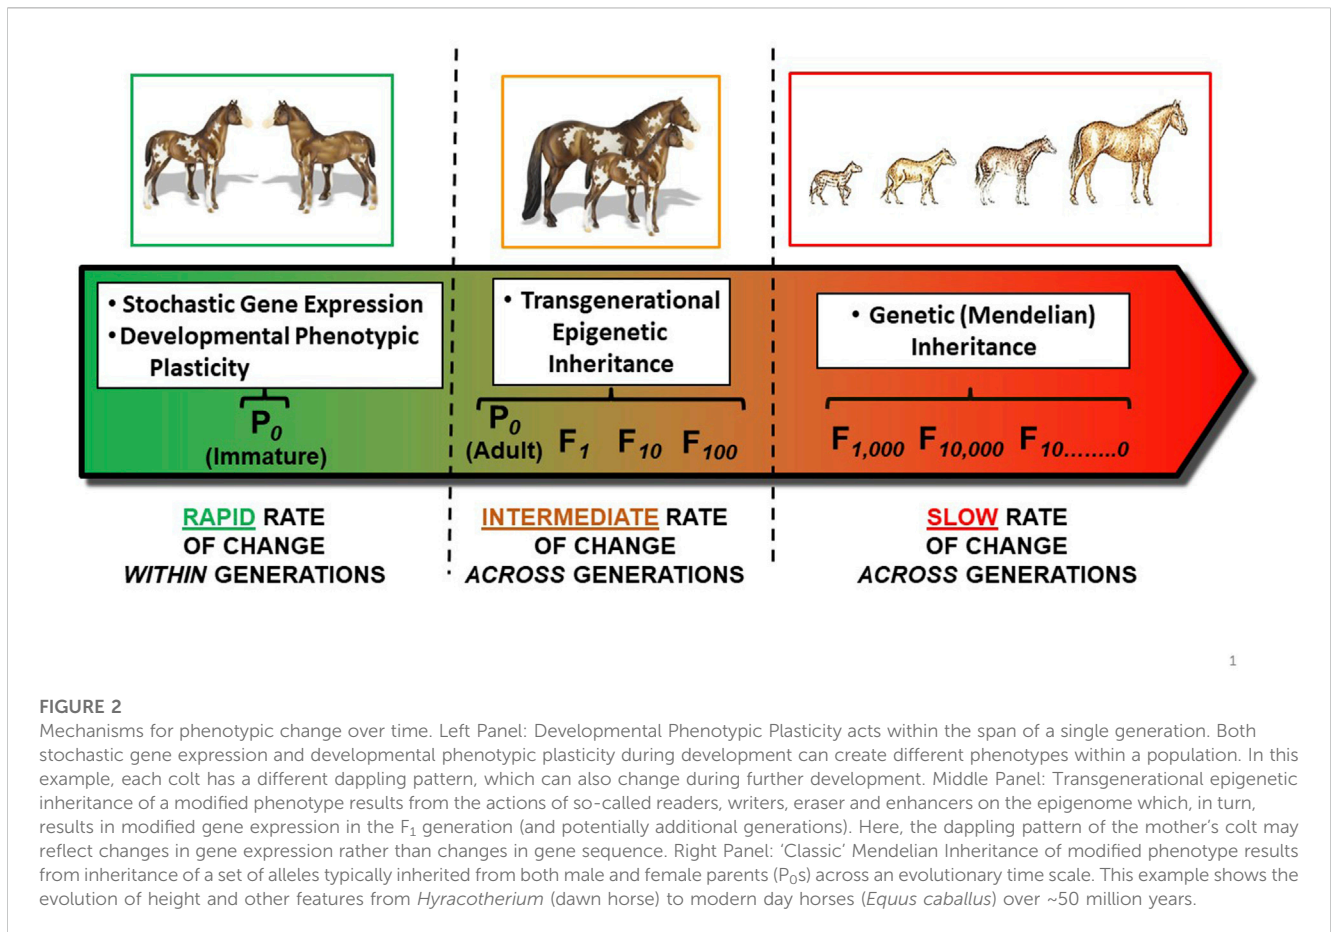 • Stochastic Gene Expression
• Developmental Phenotypic
Plasticity
P0
(Immature)
• Transgenerational
Epigenetic
Inheritance
P0
(Adult) F1 F10 F100
• Genetic (Mendelian)
Inheritance
F1,000 F10,000 F10........0
RAPID RATE
OF CHANGE
WITHIN GENERATIONS
INTERMEDIATE RATE
OF CHANGE
ACROSS GENERATIONS
SLOW RATE
OF CHANGE
ACROSS GENERATIONS
1
FIGURE 2
Mechanisms for phenotypic change over time. Left Panel: Developmental Phenotypic Plasticity acts within the span of a single generation. Both
stochastic gene expression and developmental phenotypic plasticity during development can create different phenotypes within a population. In this
example, each colt has a different dappling pattern, which can also change during further development. Middle Panel: Transgenerational epigenetic
inheritance of a modified phenotype results from the actions of so-called readers, writers, eraser and enhancers on the epigenome which, in turn,
results in modified gene expression in the F1 generation (and potentially additional generations). Here, the dappling pattern of the mother's colt may
reflect changes in gene expression rather than changes in gene sequence. Right Panel: ‘Classic’ Mendelian Inheritance of modified phenotype results
from inheritance of a set of alleles typically inherited from both male and female parents (P0s) across an evolutionary time scale. This example shows the
evolution of height and other features from Hyracotherium (dawn horse) to modern day horses (Equus caballus) over ~50 million years.